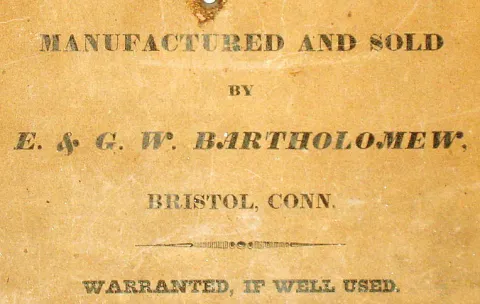 MANUFACTURED AND SOLD
BY
E. & G. W. BARTHOLOMEW,
BRISTOL, CONN.
WARRANTED, IF WELL USED.